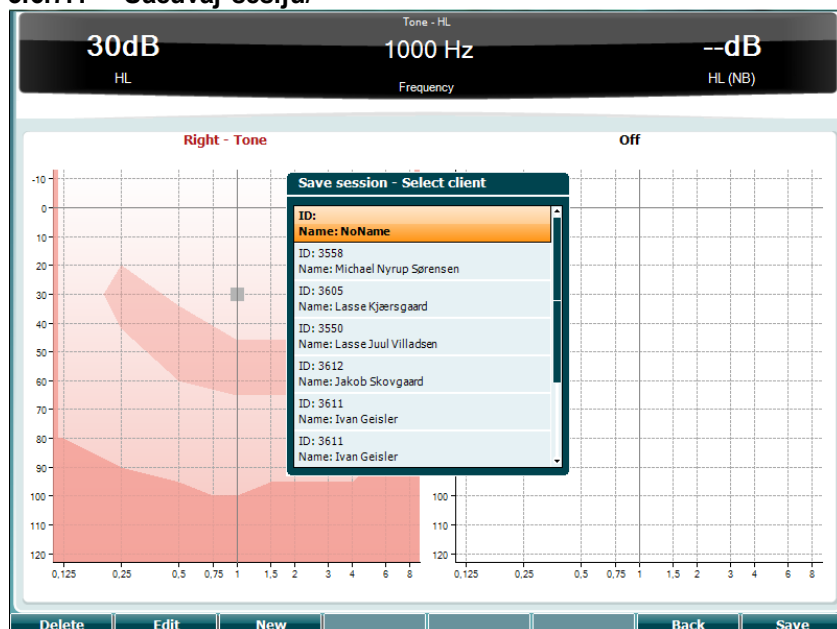 sesiju/
Tone - HL
30dB
1000 Hz
--dB
HL
HL (NB)
Frequency
Right - Tone
Off
Save session - Select client
ID:
Name: NoName
ID: 3558
Name: Michael Nyrup Sørensen
ID: 3605
Name: Lasse Kjærsgaard
ID: 3550
Name: Lasse Juul Villadsen
ID: 3612
Name: Jakob Skovgaard
ID: 3611
Name: Ivan Geisler
ID: 3611
Name: Ivan Geisler
-10
0
10
20
30
40
50
60
70
80
90
100
110
120
0,125 0,25 0,5 0,75 1 1,5 2 3 4 6 8
100
110
120
0,125 0,25 0,5 0,75 1 1,5 2 3 4 6 8
Delete Edit New Back Save